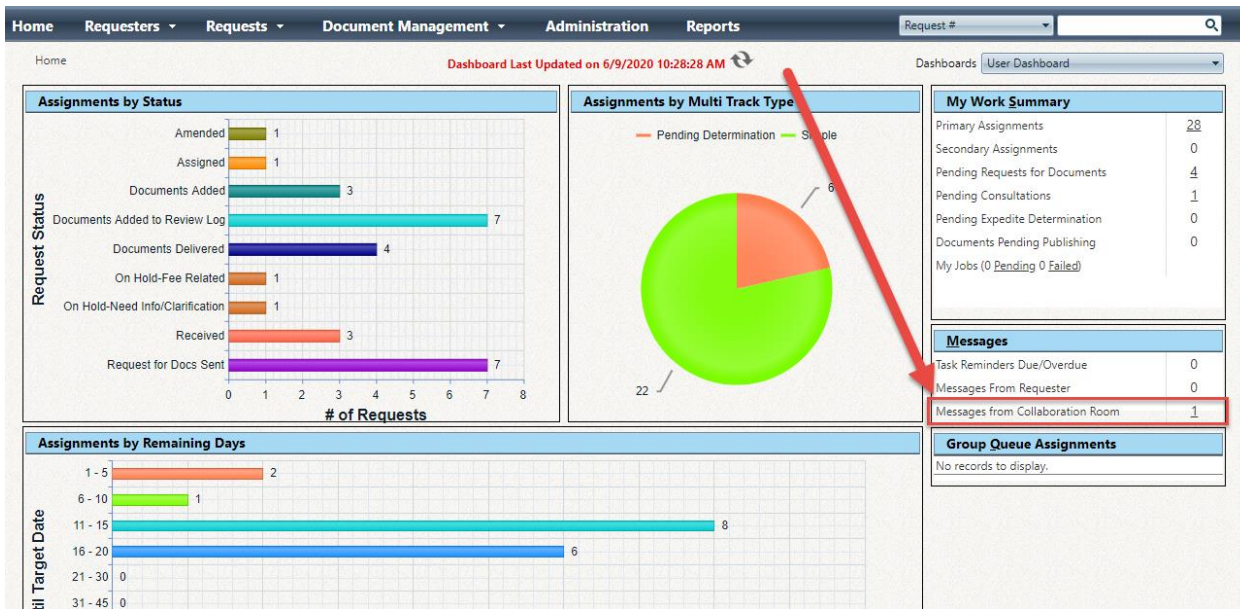 Home Requesters Requests Document Management Administration Reports Request #
Home Dashboard Last Updated on 6/9/2020 10:28:28 AM Dashboards User Dashboard
Assignments by Status
Request Status
Amended 1
Assigned 1
Documents Added 3
Documents Added to Review Log 7
Documents Delivered 4
On Hold-Fee Related 1
On Hold-Need Info/Clarification 1
Received 3
Request for Docs Sent 7
0 1 2 3 4 5 6 7 8
# of Requests
Assignments by Multi Track Type
Pending Determination
6
22
My Work Summary
Primary Assignments 28
Secondary Assignments 0
Pending Requests for Documents 4
Pending Consultations 1
Pending Expedite Determination 0
Documents Pending Publishing 0
My Jobs (0 Pending 0 Failed)
Messages
Task Reminders Due/Overdue 0
Messages From Requester 0
Messages from Collaboration Room 1
Group Queue Assignments
No records to display.
Assignments by Remaining Days
Target Date
1 - 5 2
6 - 10 1
11 - 15 8
16 - 20 6
21 - 30 0
31 - 45 0